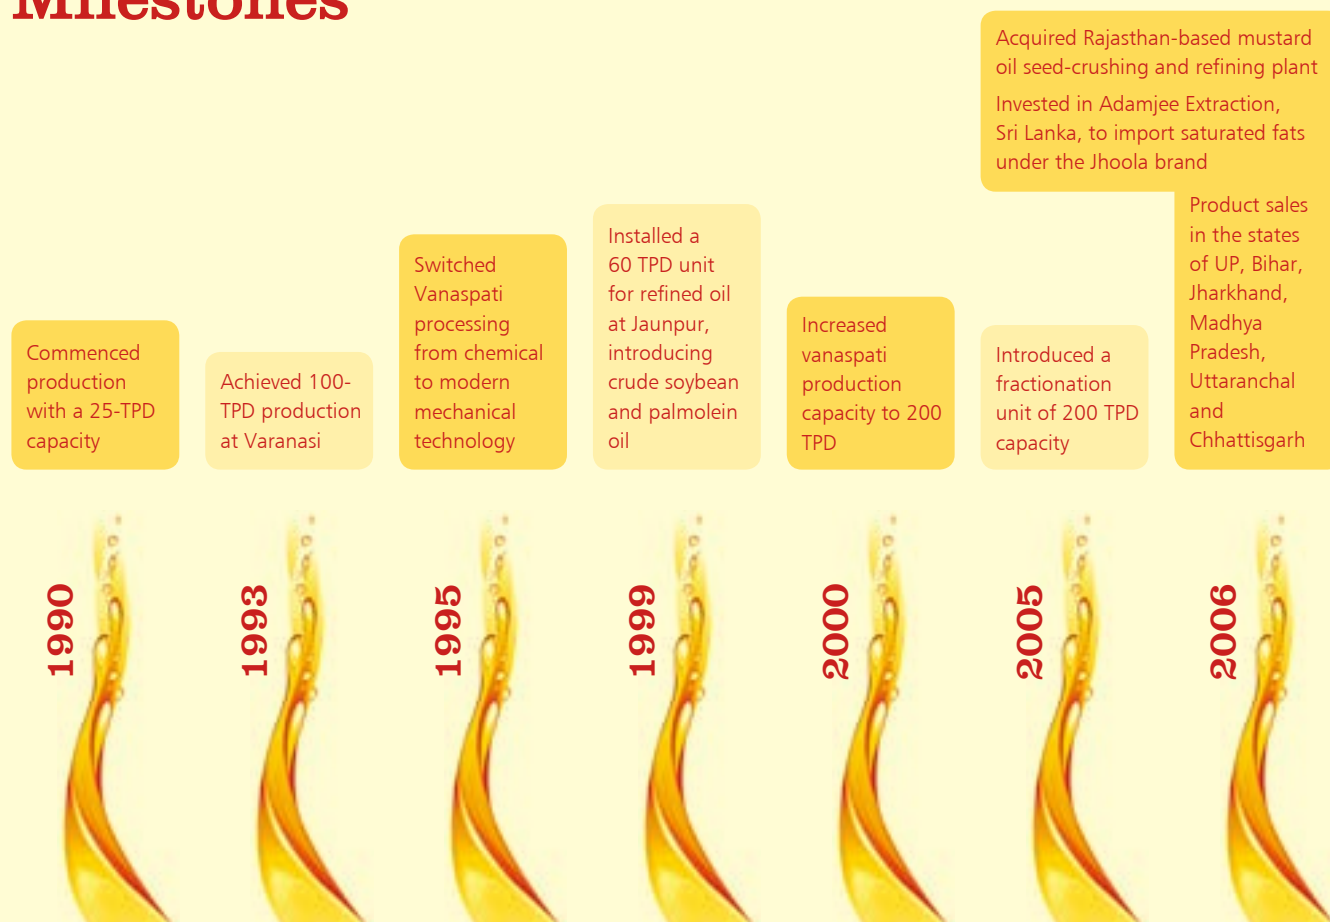 Milestones
Acquired Rajasthan-based mustard
oil seed-crushing and refining plant
Invested in Adamjee Extraction,
Sri Lanka, to import saturated fats
under the Jhoola brand
Product sales
in the states
of UP, Bihar,
Jharkhand,
Madhya
Pradesh,
Uttaranchal
and
Chhattisgarh
Installed a
60 TPD unit
for refined oil
at Jaunpur,
introducing
crude soybean
and palmolein
oil
Switched
Vanaspati
processing
from chemical
to modern
mechanical
technology
Increased
vanaspati
production
capacity to 200
TPD
Commenced
production
with a 25-TPD
capacity
Achieved 100-
TPD production
at Varanasi
Introduced a
fractionation
unit of 200 TPD
capacity
1990
1993
1995
1999
2000
2005
2006